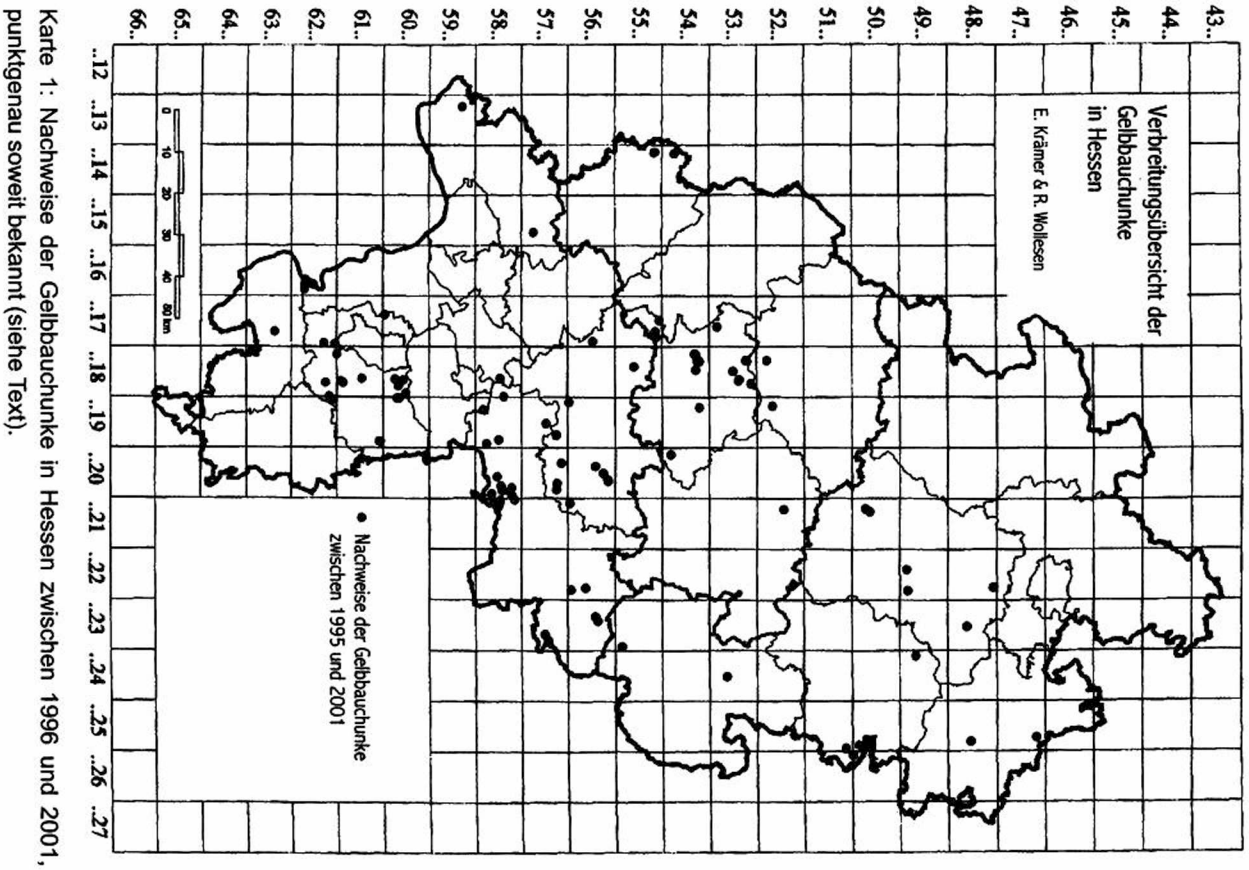 43..
44..
Verbreitungsübersicht der
Gelbbauchunke
in Hessen
45..
46..
E. Krämer & R. Wollesen
47..
48..
49..
50..
51..
52..
53..
54..
55..
56..
57..
58..
59..
60..
61..
62..
63..
64..
65..
66..
• Nachweise der Gelbbauchunke
zwischen 1995 und 2001
0 10 20 30 40 50 km
..12 ..13 ..14 ..15 ..16 ..17 ..18 ..19 ..20 ..21 ..22 ..23 ..24 ..25 ..26 ..27
Karte 1: Nachweise der Gelbbauchunke in Hessen zwischen 1996 und 2001,
punktgenau soweit bekannt (siehe Text).